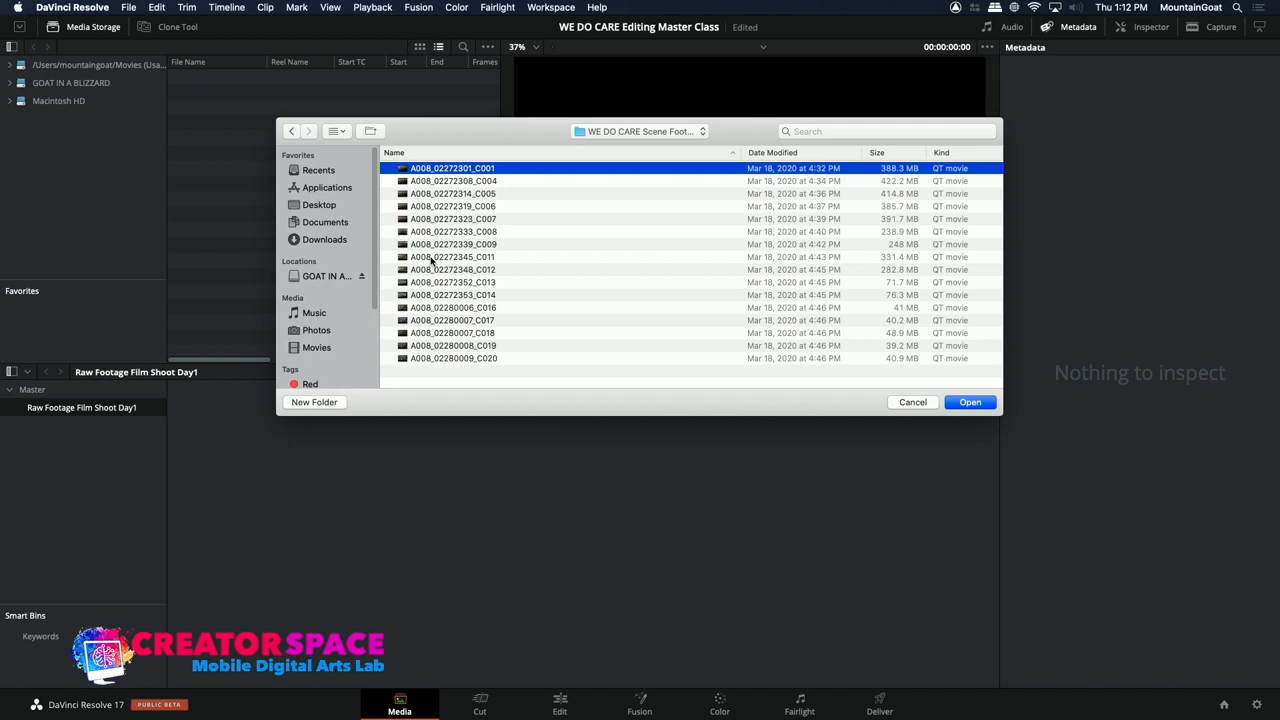 DaVinci Resolve File Edit Trim Timeline Clip Mark View Playback Fusion Color Fairlight Workspace Help Thu 1:12 PM MountainGoat
Media Storage Clone Tool WE DO CARE Editing Master Class Edited Audio Metadata Inspector Capture
37% 00:00:00:00 Metadata
File Name Reel Name Start TC Start End Frames
/Users/mountaingoat/Movies (Usa...
GOAT IN A BLIZZARD
Macintosh HD
WE DO CARE Scene Foot... Search
Favorites
Recents
Applications
Desktop
Documents
Downloads
Locations
GOAT IN A...
Media
Music
Photos
Movies
Tags
Red
Name Date Modified Size Kind
A008_02272301_C001 Mar 18, 2020 at 4:32 PM 388.3 MB QT movie
A008_02272308_C004 Mar 18, 2020 at 4:34 PM 422.2 MB QT movie
A008_02272314_C005 Mar 18, 2020 at 4:36 PM 414.8 MB QT movie
A008_02272319_C006 Mar 18, 2020 at 4:37 PM 385.7 MB QT movie
A008_02272323_C007 Mar 18, 2020 at 4:39 PM 391.7 MB QT movie
A008_02272333_C008 Mar 18, 2020 at 4:40 PM 238.9 MB QT movie
A008_02272339_C009 Mar 18, 2020 at 4:42 PM 248 MB QT movie
A008_02272345_C011 Mar 18, 2020 at 4:45 PM 331.4 MB QT movie
A008_02272348_C012 Mar 18, 2020 at 4:45 PM 282.8 MB QT movie
A008_02272352_C013 Mar 18, 2020 at 4:45 PM 71.7 MB QT movie
A008_02272353_C014 Mar 18, 2020 at 4:45 PM 76.3 MB QT movie
A008_02280006_C016 Mar 18, 2020 at 4:46 PM 41 MB QT movie
A008_02280007_C017 Mar 18, 2020 at 4:46 PM 40.2 MB QT movie
A008_02280007_C018 Mar 18, 2020 at 4:46 PM 48.9 MB QT movie
A008_02280008_C019 Mar 18, 2020 at 4:46 PM 39.2 MB QT movie
A008_02280009_C020 Mar 18, 2020 at 4:46 PM 40.9 MB QT movie
New Folder Cancel Open
Favorites
Raw Footage Film Shoot Day1
Master
Raw Footage Film Shoot Day1
Nothing to inspect
Smart Bins
Keywords
CREATORSPACE
Mobile Digital Arts Lab
DaVinci Resolve 17 PUBLIC BETA
Media Cut Edit Fusion Color Fairlight Deliver